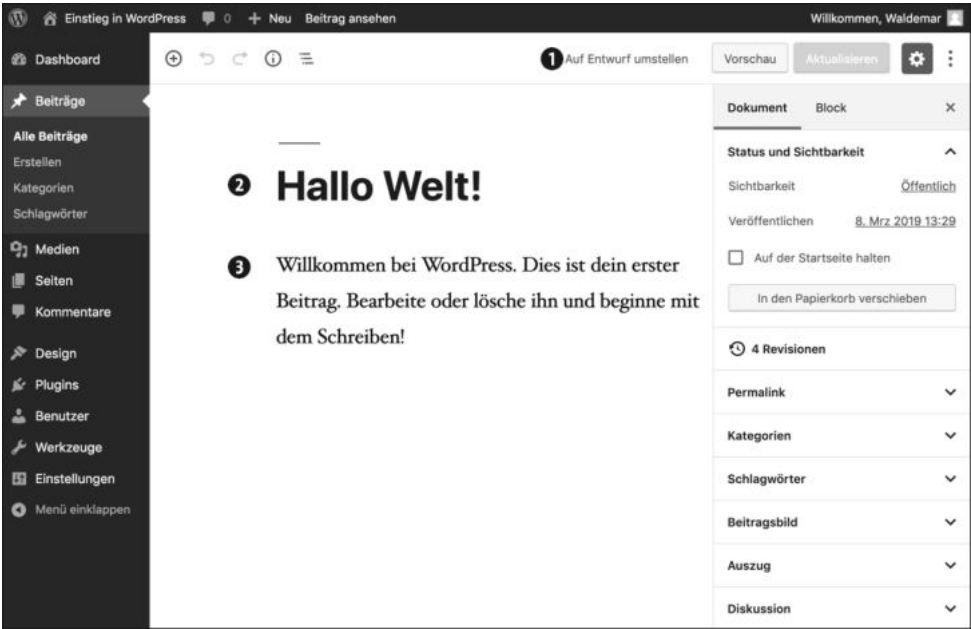 Einstieg in WordPress 0 + Neu Beitrag ansehen Willkommen, Waldemar
Dashboard
Beiträge
Alle Beiträge
Erstellen
Kategorien
Schlagwörter
Medien
Seiten
Kommentare
Design
Plugins
Benutzer
Werkzeuge
Einstellungen
Menü einklappen
1 Auf Entwurf umstellen Vorschau Aktualisieren
2 Hallo Welt!
3 Willkommen bei WordPress. Dies ist dein erster
Beitrag. Bearbeite oder lösche ihn und beginne mit
dem Schreiben!
Dokument Block
Status und Sichtbarkeit
Sichtbarkeit Öffentlich
Veröffentlichen 8. Mrz 2019 13:29
Auf der Startseite halten
In den Papierkorb verschieben
4 Revisionen
Permalink
Kategorien
Schlagwörter
Beitragsbild
Auszug
Diskussion